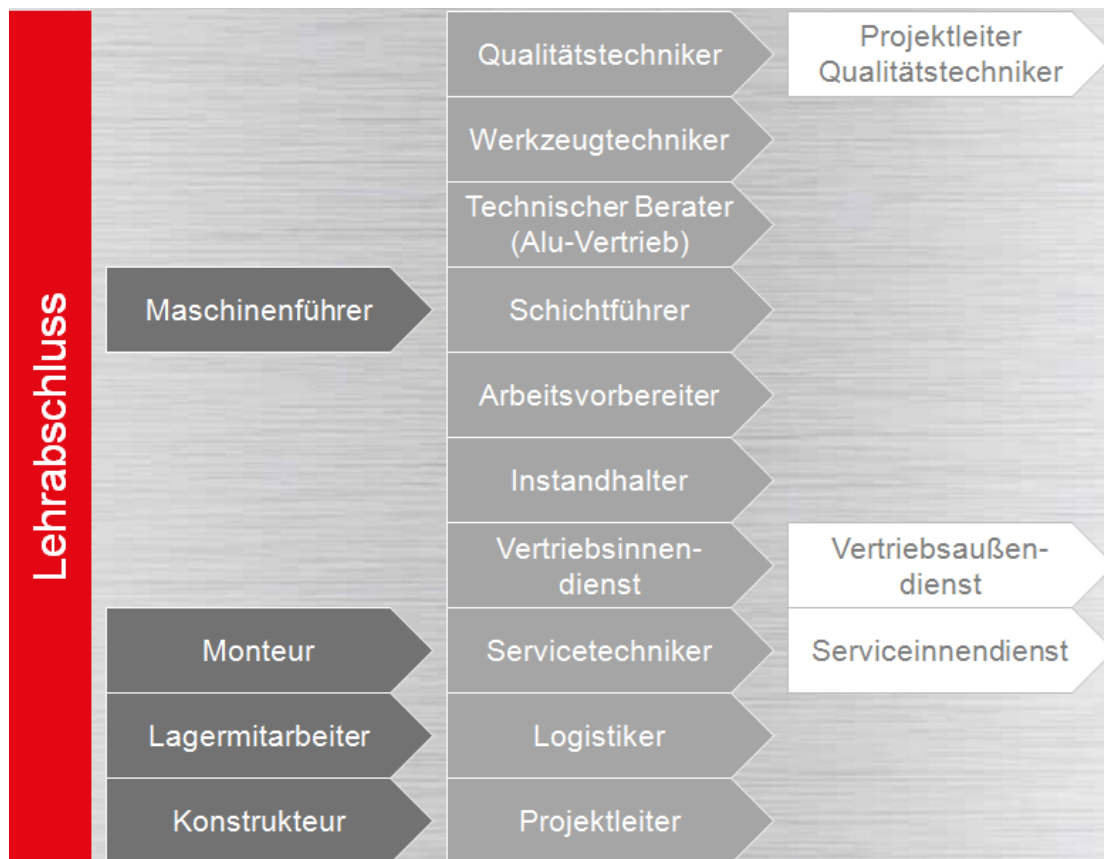 Lehrabschluss
Qualitätstechniker
Projektleiter
Qualitätstechniker
Werkzeugtechniker
Technischer Berater
(Alu-Vertrieb)
Maschinenführer
Schichtführer
Arbeitsvorbereiter
Instandhalter
Vertriebsinnen-
dienst
Vertriebsaußen-
dienst
Monteur
Servicetechniker
Serviceinnendienst
Lagermitarbeiter
Logistiker
Konstrukteur
Projektleiter